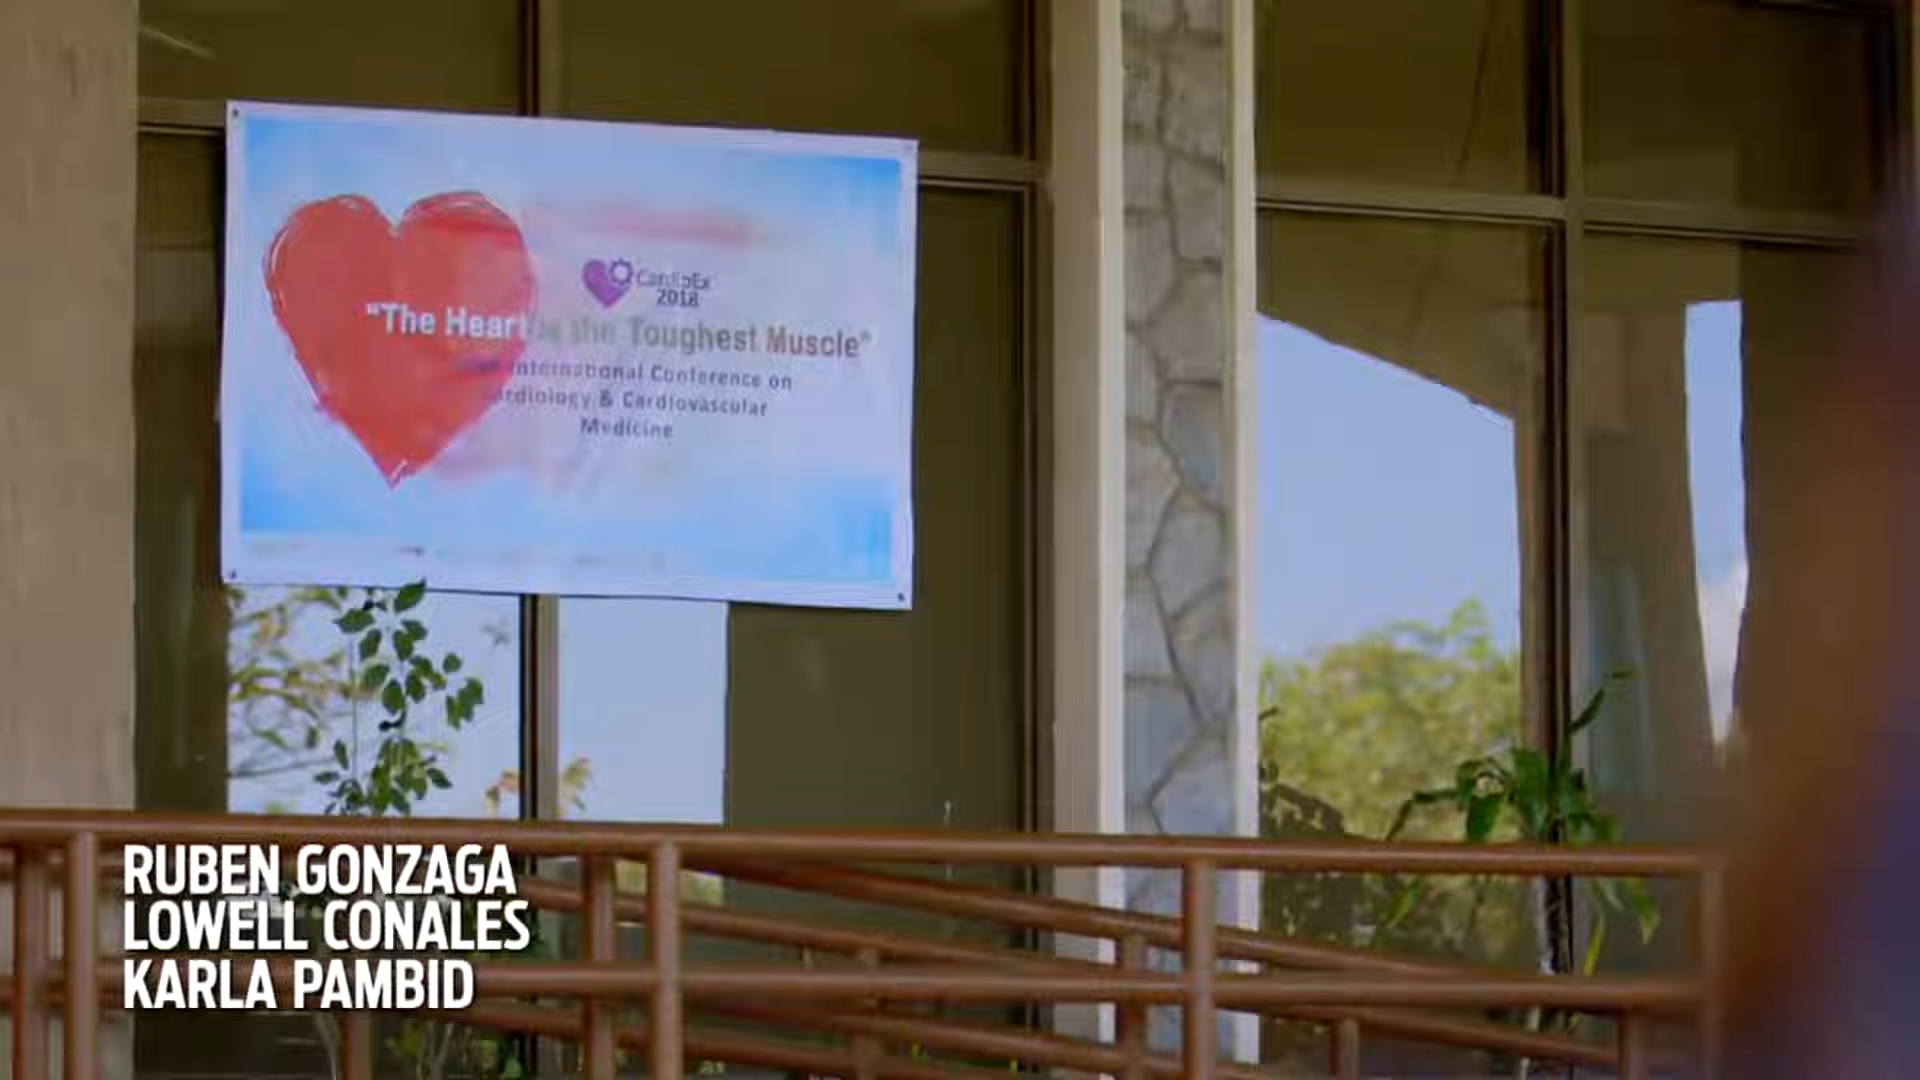 CardioEx
2018
"The Heart is the Toughest Muscle"
International Conference on
Cardiology & Cardiovascular
Medicine
RUBEN GONZAGA
LOWELL CONALES
KARLA PAMBID